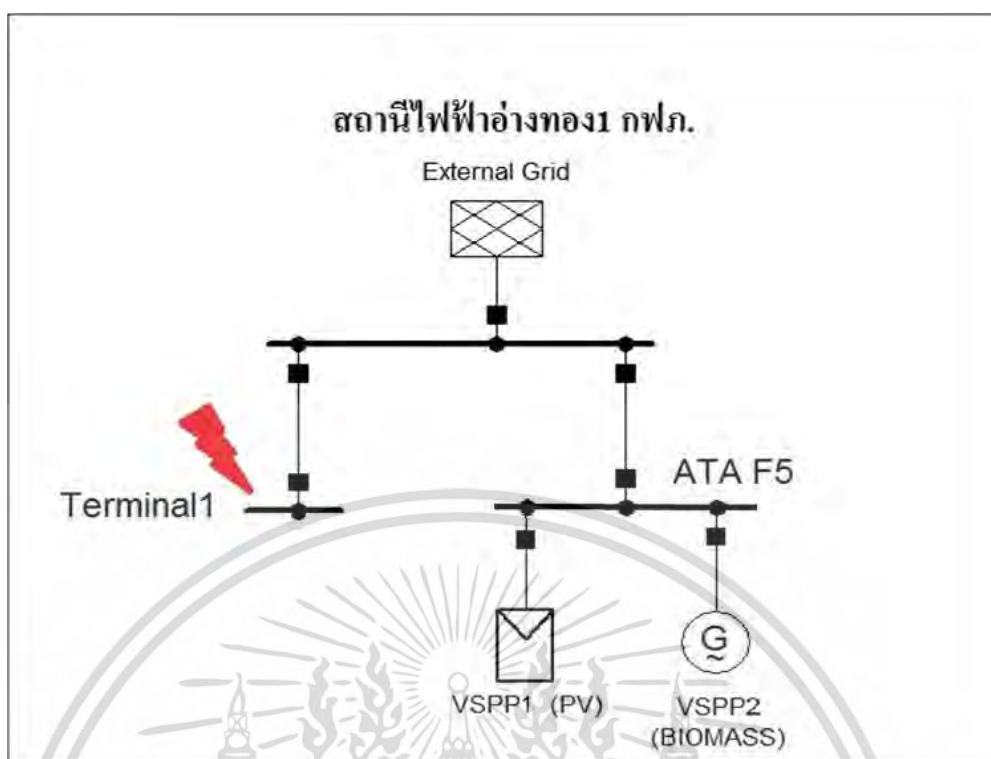 สถานีไฟฟ้าอ่างทอง1 กฟภ.
External Grid
ATA F5
Terminal1
G
VSPP1 (PV)
VSPP2
(BIOMASS)